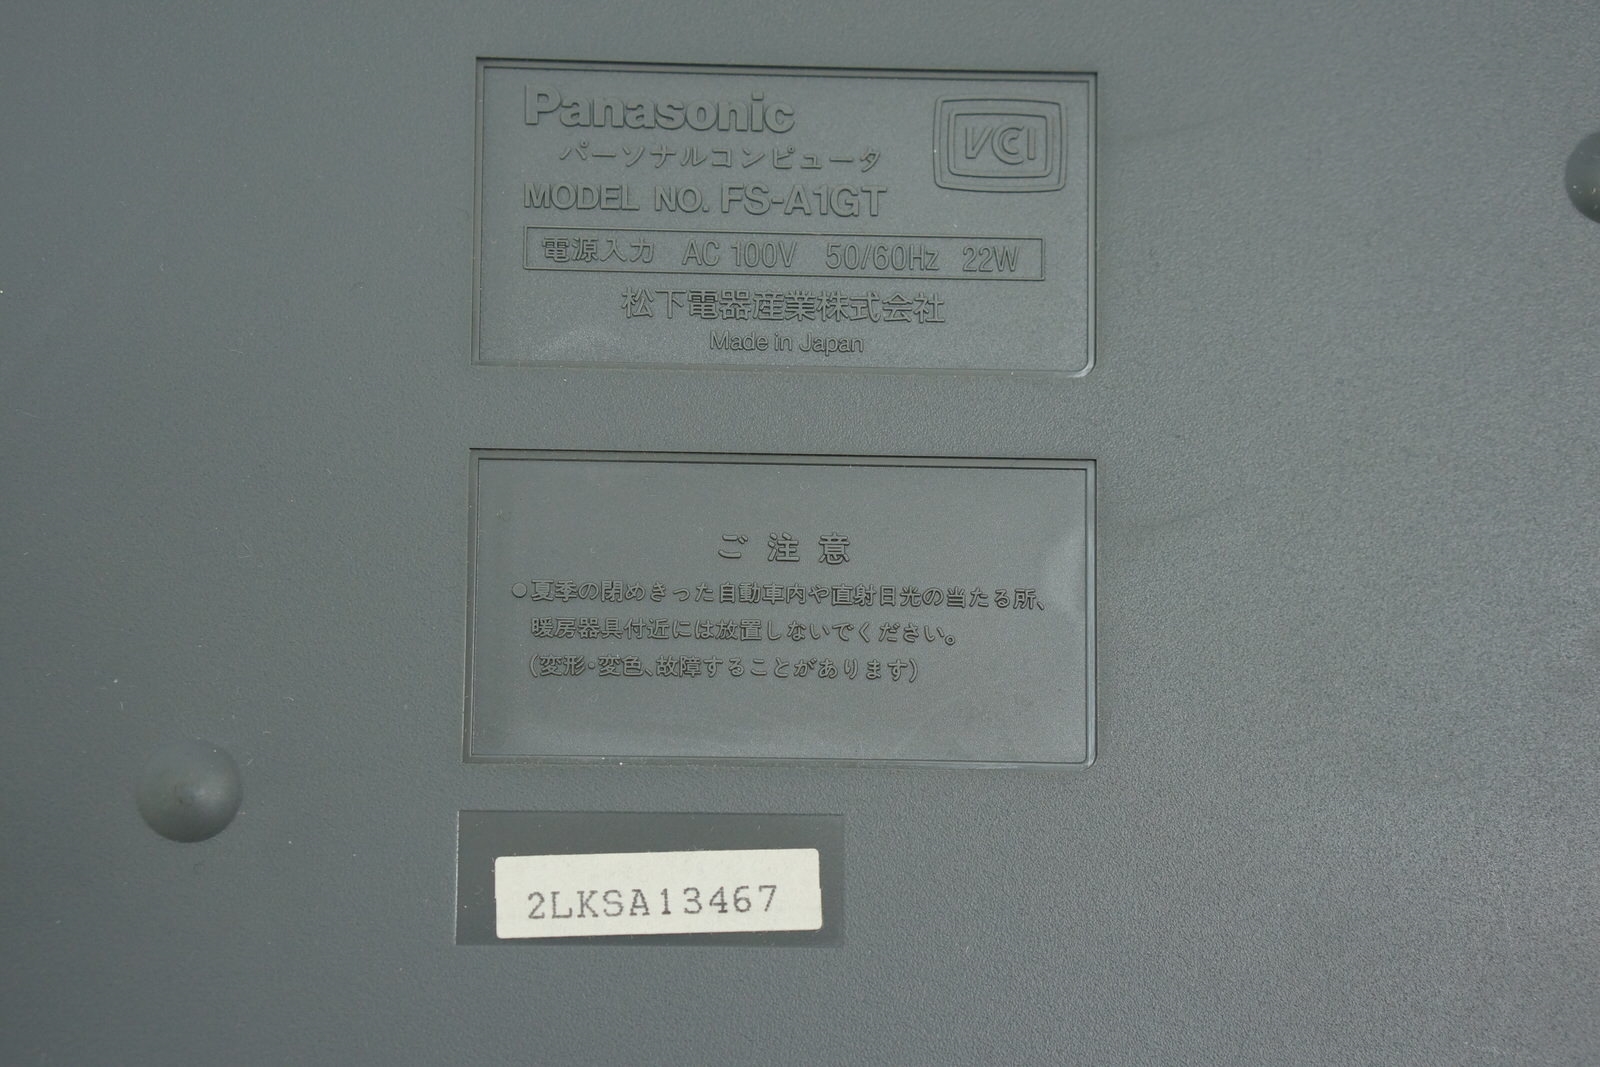 Panasonic
VCI
パーソナルコンピュータ
MODEL NO. FS-A1GT
電源入力 AC 100V 50/60Hz 22W
松下電器産業株式会社
Made in Japan
ご注意
●夏季の閉めきった自動車内や直射日光の当たる所、
暖房器具付近には放置しないでください。
(変形・変色、故障することがあります)
2LKSA13467